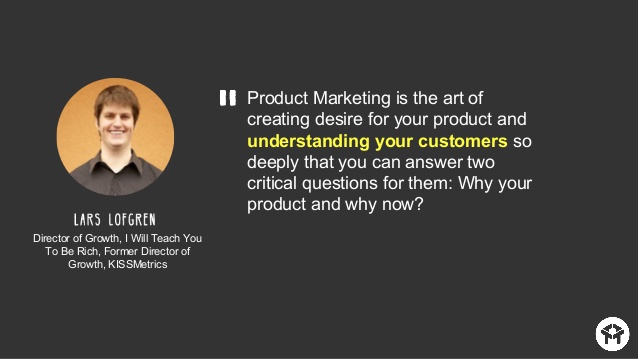 Product Marketing is the art of
creating desire for your product and
understanding your customers so
deeply that you can answer two
critical questions for them: Why your
product and why now?
LARS LOFGREN
Director of Growth, I Will Teach You
To Be Rich, Former Director of
Growth, KISSMetrics